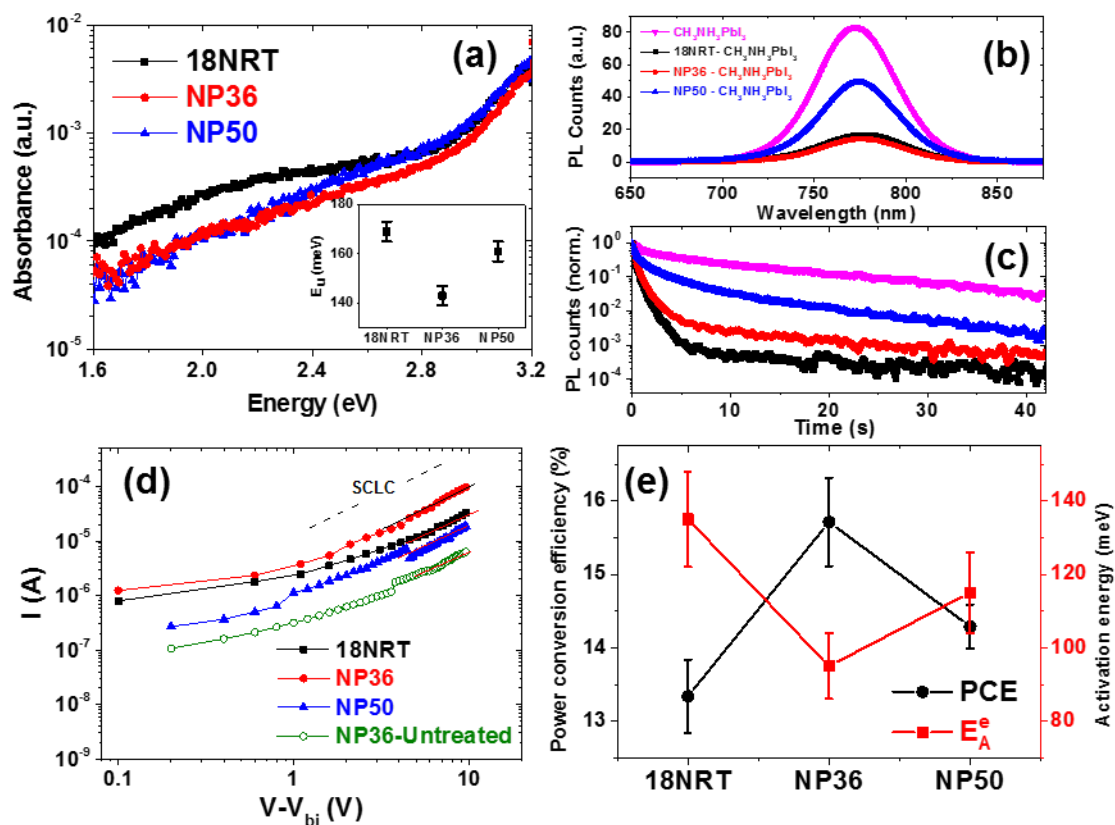 (a)
18NRT
NP36
NP50
10⁻²
10⁻³
10⁻⁴
10⁻⁵
Absorbance (a.u.)
1.6 2.0 2.4 2.8 3.2
Energy (eV)
180
160
140
E_u (meV)
18NRT NP36 NP50
(b)
CH₃NH₃PbI₃
18NRT- CH₃NH₃PbI₃
NP36 - CH₃NH₃PbI₃
NP50 - CH₃NH₃PbI₃
PL Counts (a.u.)
80
60
40
20
0
650 700 750 800 850
Wavelength (nm)
(c)
PL counts (norm.)
10⁰
10⁻¹
10⁻²
10⁻³
10⁻⁴
0 10 20 30 40
Time (s)
(d)
SCLC
I (A)
10⁻⁴
10⁻⁵
10⁻⁶
10⁻⁷
10⁻⁸
10⁻⁹
18NRT
NP36
NP50
NP36-Untreated
0.1 1 10
V-V_bi (V)
(e)
Power conversion efficiency (%)
16
15
14
13
PCE
E_A^e
140
120
100
80
Activation energy (meV)
18NRT NP36 NP50